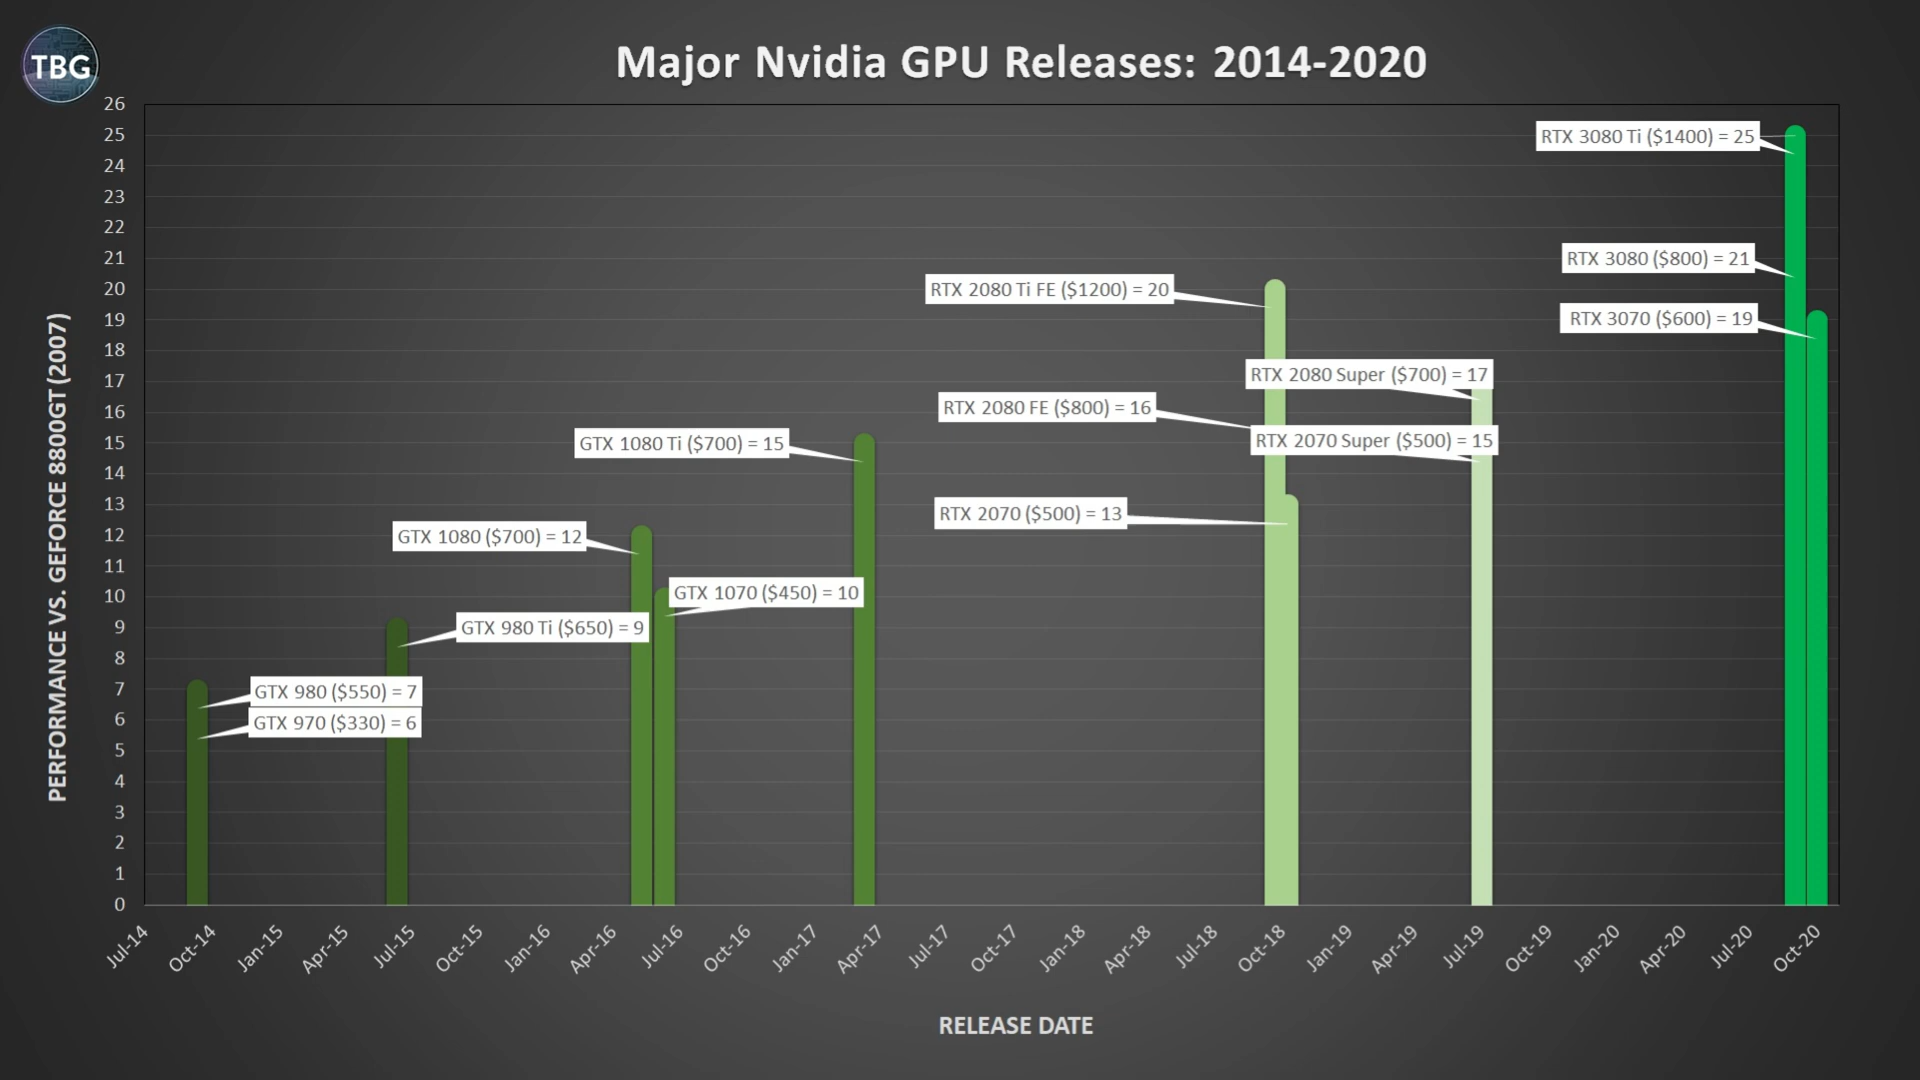 TBG
Major Nvidia GPU Releases: 2014-2020
PERFORMANCE VS. GEFORCE 8800GT (2007)
26
25
24
23
22
21
20
19
18
17
16
15
14
13
12
11
10
9
8
7
6
5
4
3
2
1
0
RTX 3080 Ti ($1400) = 25
RTX 3080 ($800) = 21
RTX 2080 Ti FE ($1200) = 20
RTX 3070 ($600) = 19
RTX 2080 Super ($700) = 17
RTX 2080 FE ($800) = 16
GTX 1080 Ti ($700) = 15
RTX 2070 Super ($500) = 15
RTX 2070 ($500) = 13
GTX 1080 ($700) = 12
GTX 1070 ($450) = 10
GTX 980 Ti ($650) = 9
GTX 980 ($550) = 7
GTX 970 ($330) = 6
Jul-14
Oct-14
Jan-15
Apr-15
Jul-15
Oct-15
Jan-16
Apr-16
Jul-16
Oct-16
Jan-17
Apr-17
Jul-17
Oct-17
Jan-18
Apr-18
Jul-18
Oct-18
Jan-19
Apr-19
Jul-19
Oct-19
Jan-20
Apr-20
Jul-20
Oct-20
RELEASE DATE